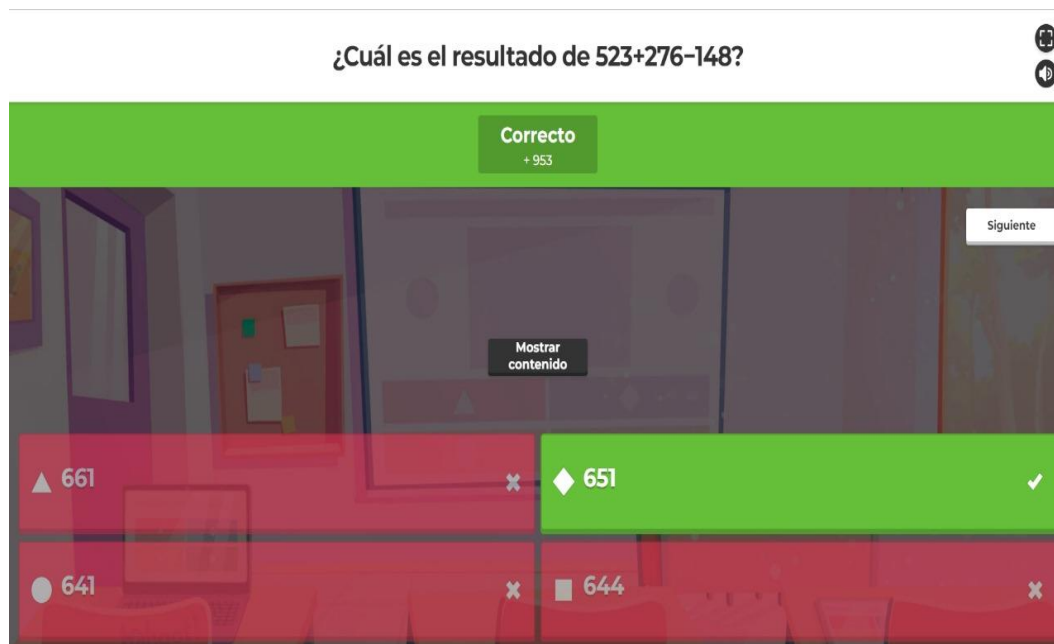 ¿Cuál es el resultado de 523+276−148?
Correcto
+ 953
Siguiente
Mostrar
contenido
661
651
641
644